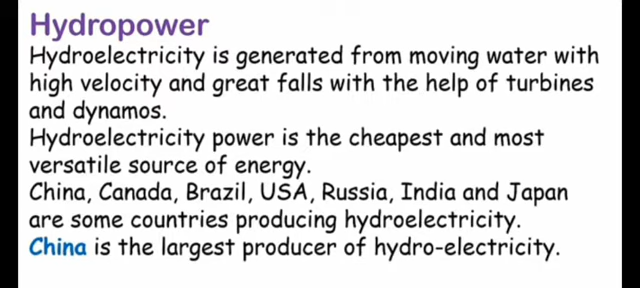 Hydropower
Hydroelectricity is generated from moving water with
high velocity and great falls with the help of turbines
and dynamos.
Hydroelectricity power is the cheapest and most
versatile source of energy.
China, Canada, Brazil, USA, Russia, India and Japan
are some countries producing hydroelectricity.
China is the largest producer of hydro-electricity.